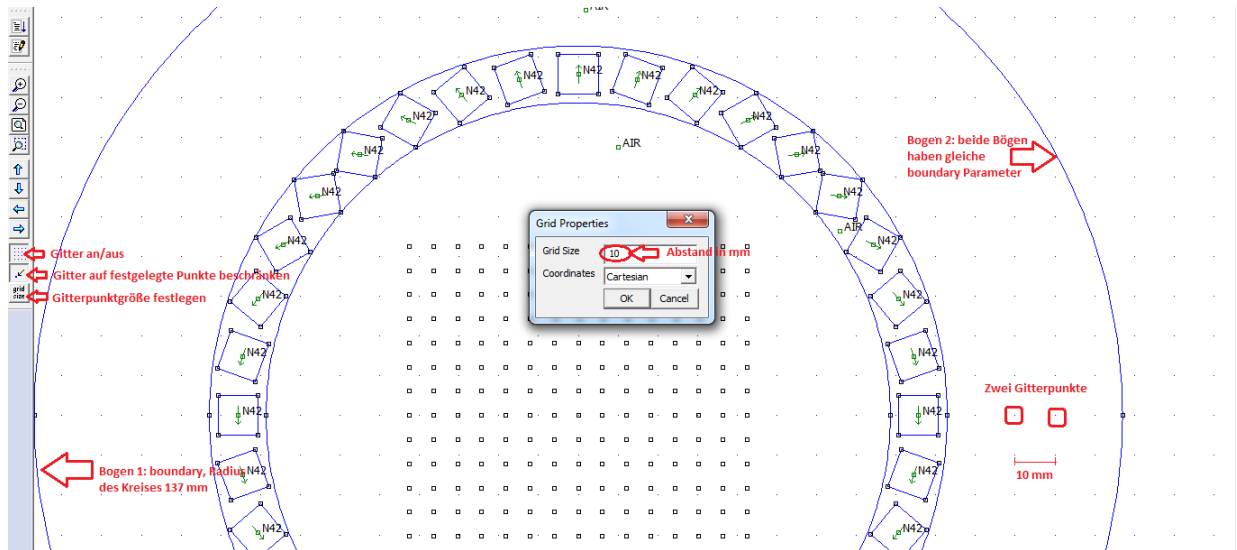 AIR
N42
N42
N42
N42
N42
N42
N42
AIR
Bogen 2: beide Bögen
haben gleiche
boundary Parameter
N42
N42
N42
N42
Grid Properties
AIR
N42
N42
Gitter an/aus
Grid Size 10 Abstand in mm
Gitter auf festgelegte Punkte beschränken
Coordinates Cartesian
grid
size
Gitterpunktgröße festlegen
OK Cancel
N42
N42
N42
N42
Zwei Gitterpunkte
N42
N42
Bogen 1: boundary, Radius
des Kreises 137 mm
N42
N42
10 mm
N42
N42